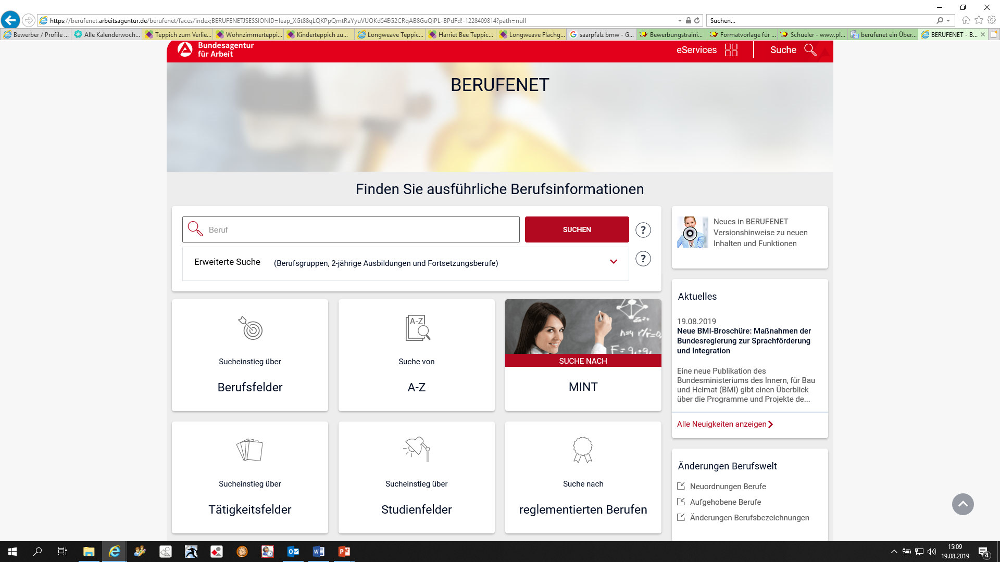 https://berufenet.arbeitsagentur.de/berufenet/faces/index;BERUFENETJSESSIONID=leap_XGt88qLQKPpQmtRaYyuVUOKd54EG2CRqAB8GuQiPL-BPdFd!-1228409814?path=null
Suchen...
Bewerber / Profile ...
Alle Kalenderwoch...
Teppich zum Verlie...
Wohnzimmerteppi...
Kinderteppich zu...
Longweave Teppic...
Harriet Bee Teppic...
Longweave Flachg...
saarpfalz bmw - G...
Bewerbungstraini...
Formatvorlage für ...
Schueler - www.pl...
berufenet ein Über...
BERUFENET - B...
Bundesagentur
für Arbeit
eServices
Suche
BERUFENET
Finden Sie ausführliche Berufsinformationen
Beruf
SUCHEN
?
Erweiterte Suche (Berufsgruppen, 2-jährige Ausbildungen und Fortsetzungsberufe)
?
Sucheinstieg über
Berufsfelder
A-Z
Suche von
A-Z
SUCHE NACH
MINT
Sucheinstieg über
Tätigkeitsfelder
Sucheinstieg über
Studienfelder
Suche nach
reglementierten Berufen
Neues in BERUFENET
Versionshinweise zu neuen
Inhalten und Funktionen
Aktuelles
19.08.2019
Neue BMI-Broschüre: Maßnahmen der
Bundesregierung zur Sprachförderung
und Integration
Eine neue Publikation des
Bundesministeriums des Innern, für Bau
und Heimat (BMI) gibt einen Überblick
über die Programme und Projekte de...
Alle Neuigkeiten anzeigen
Änderungen Berufswelt
Neuordnungen Berufe
Aufgehobene Berufe
Änderungen Berufsbezeichnungen
15:09
19.08.2019
4